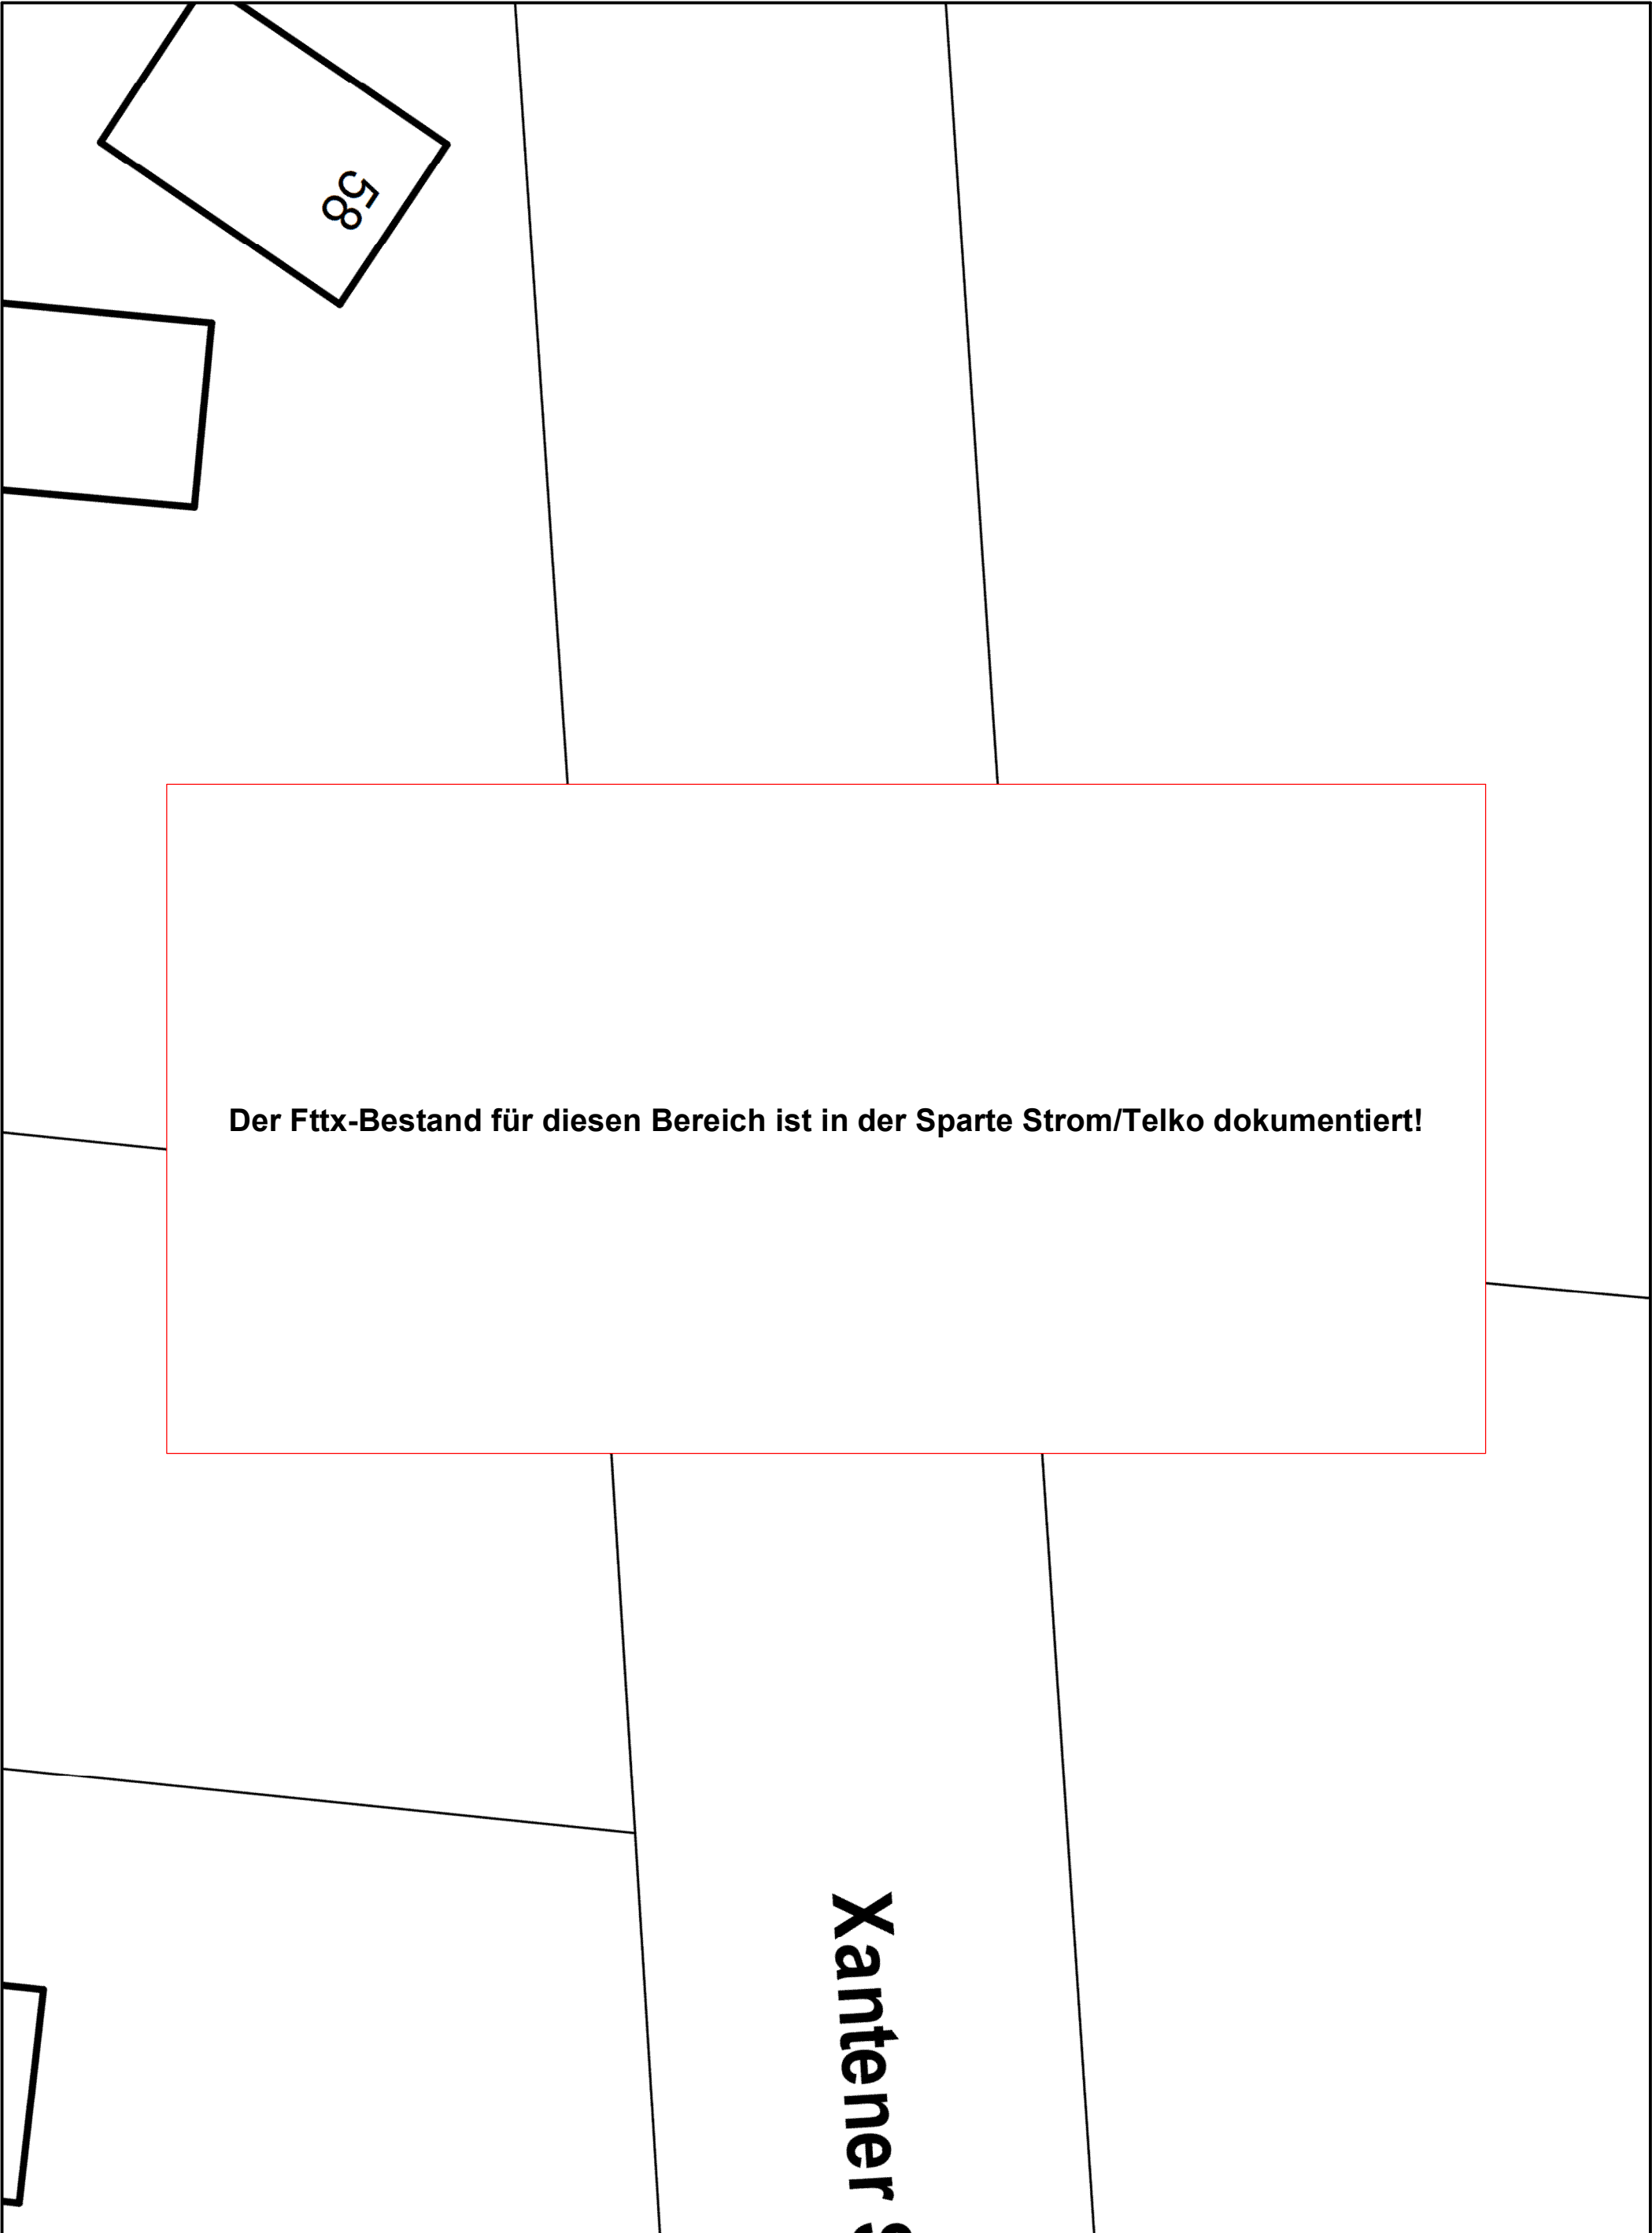 58
Der Fttx-Bestand für diesen Bereich ist in der Sparte Strom/Telko dokumentiert!
Xantener